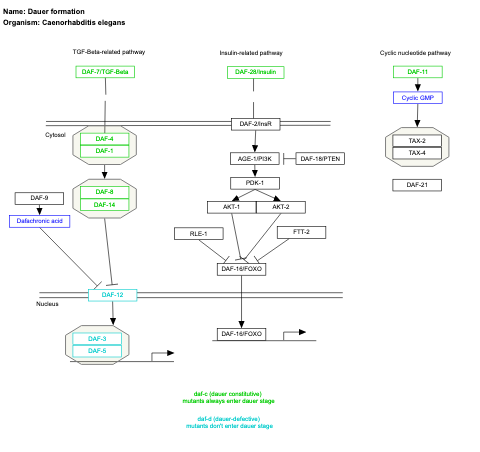 Name: Dauer formation
Organism: Caenorhabditis elegans
TGF-Beta-related pathway
Insulin-related pathway
Cyclic nucleotide pathway
DAF-7/TGF-Beta
DAF-28/Insulin
DAF-11
Cyclic GMP
DAF-2/InsR
Cytosol
DAF-4
DAF-1
TAX-2
TAX-4
AGE-1/PI3K
DAF-18/PTEN
PDK-1
DAF-21
DAF-8
DAF-14
DAF-9
Dafachronic acid
AKT-1
AKT-2
RLE-1
FTT-2
DAF-16/FOXO
DAF-12
Nucleus
DAF-16/FOXO
DAF-3
DAF-5
daf-c (dauer constitutive)
mutants always enter dauer stage
daf-d (dauer-defective)
mutants don't enter dauer stage